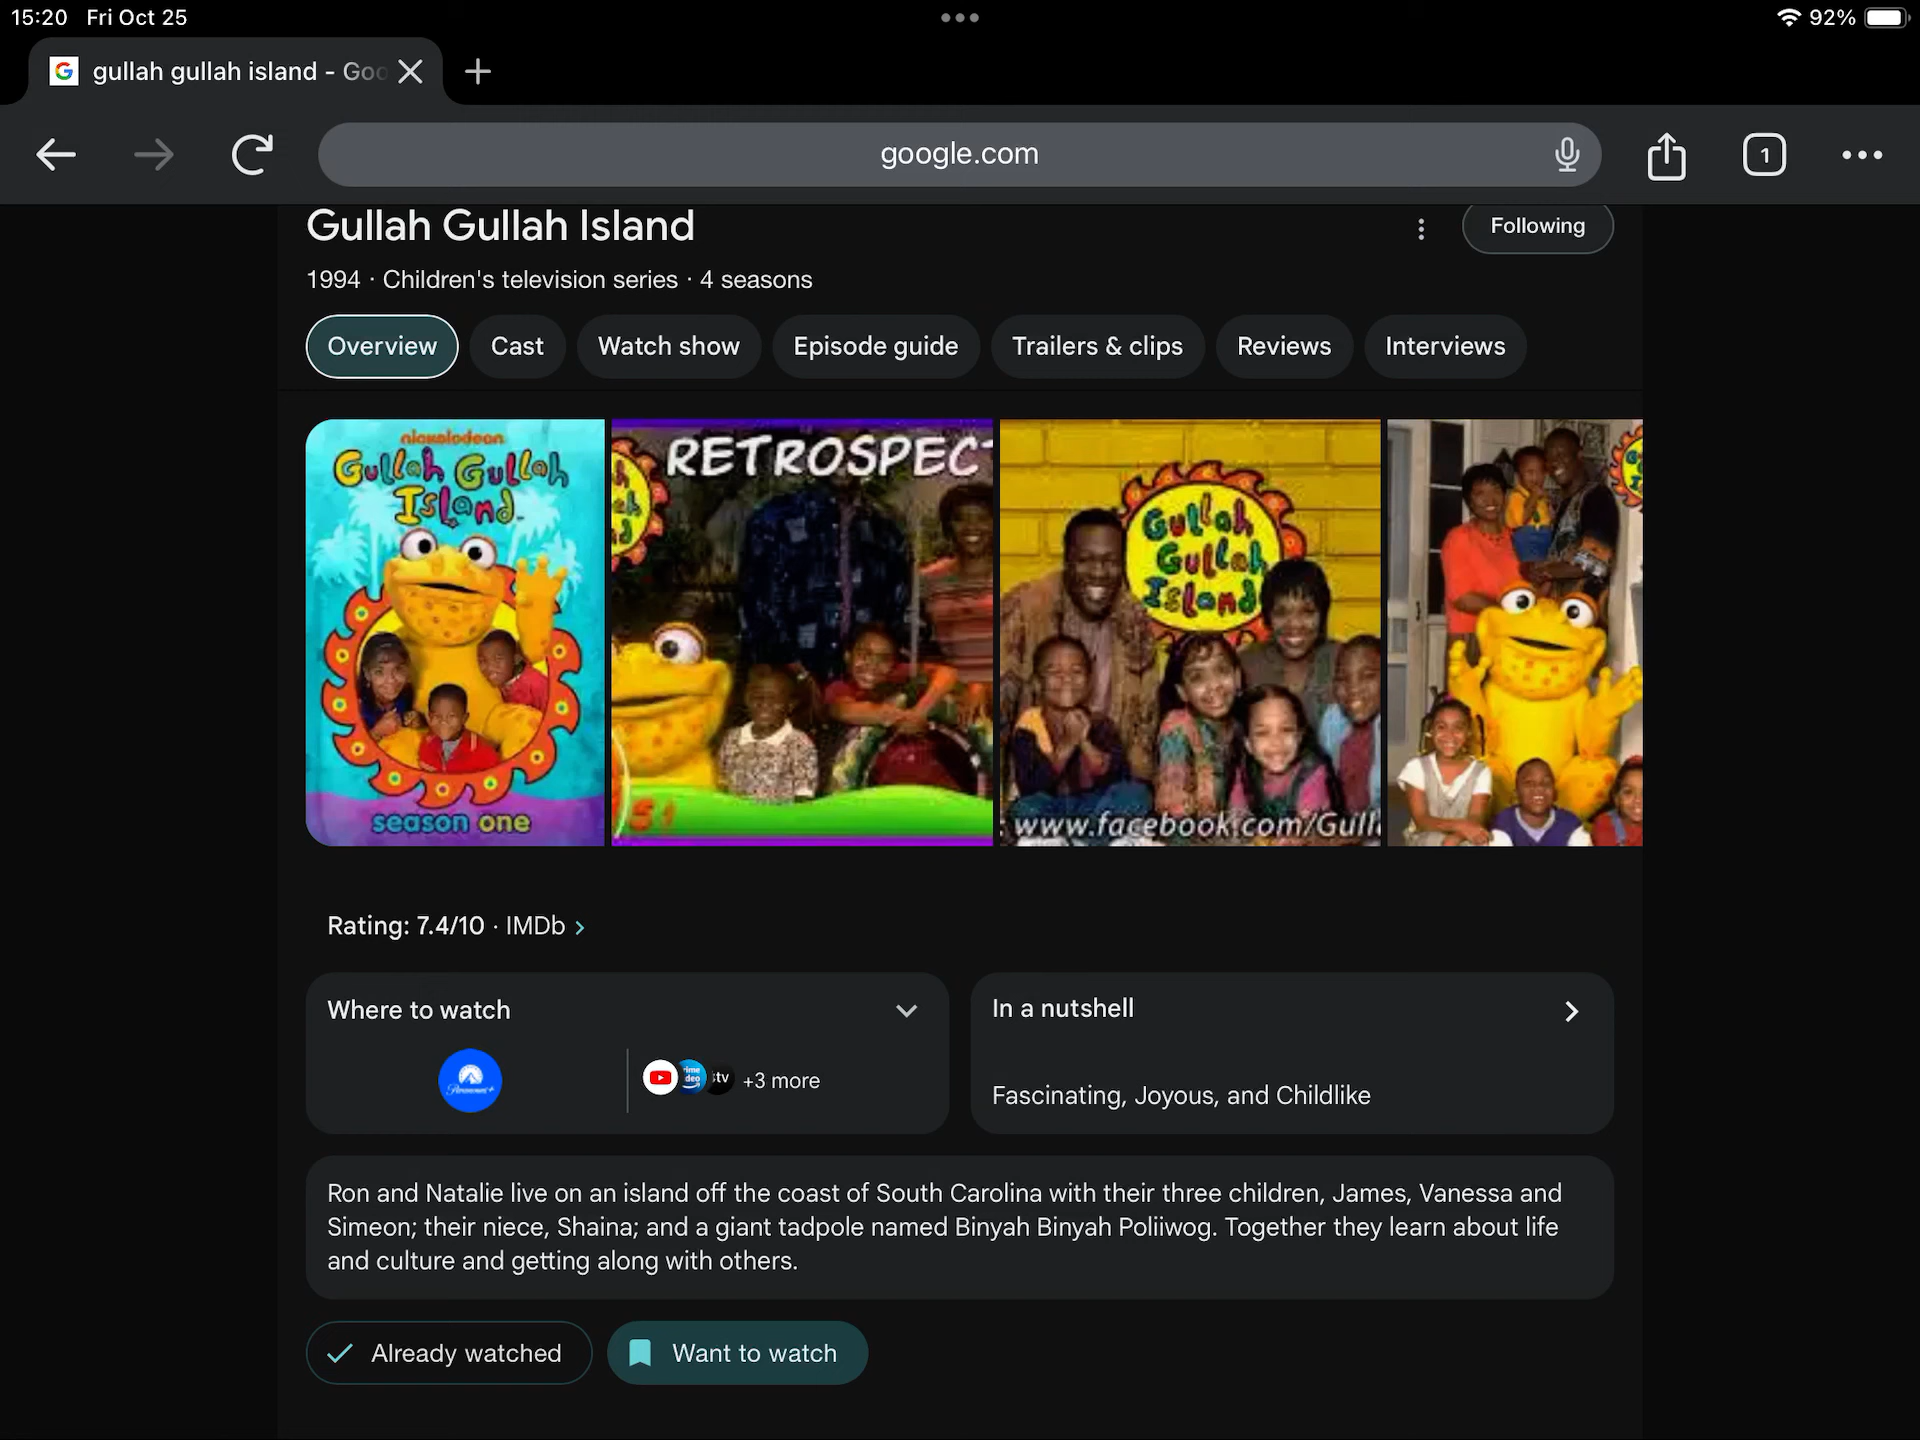 15:20 Fri Oct 25
92%
gullah gullah island - Goo
google.com
1
Gullah Gullah Island
Following
1994 · Children's television series · 4 seasons
Overview
Cast
Watch show
Episode guide
Trailers & clips
Reviews
Interviews
nickelodeon
Gullah Gullah
Island
season one
RETROSPECT
S1
Gullah
Gullah
Island
www.facebook.com/Gulla
Rating: 7.4/10 · IMDb
Where to watch
Paramount+
tv
+3 more
In a nutshell
Fascinating, Joyous, and Childlike
Ron and Natalie live on an island off the coast of South Carolina with their three children, James, Vanessa and
Simeon; their niece, Shaina; and a giant tadpole named Binyah Binyah Poliiwog. Together they learn about life
and culture and getting along with others.
Already watched
Want to watch